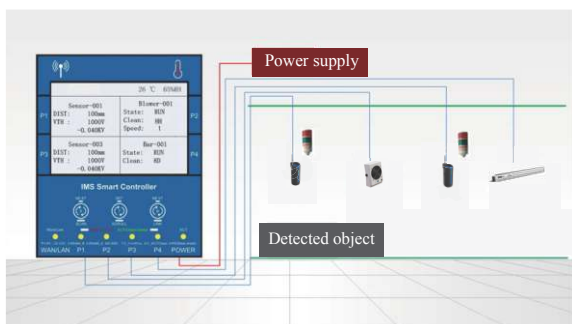 26 ℃ 65%RH
Sensor-001
DIST: 100mm
VTH : 1000V
-0.040KV
Blower-001
State: RUN
Clean: NO
Speed: 1
Sensor-003
DIST: 100mm
VTH : 1000V
-0.040KV
Bar-001
State: RUN
Clean: NO
P1
P2
P3
P4
IMS Smart Controller
WAN/LAN P1 P2 P3 P4 POWER
Power supply
Detected object